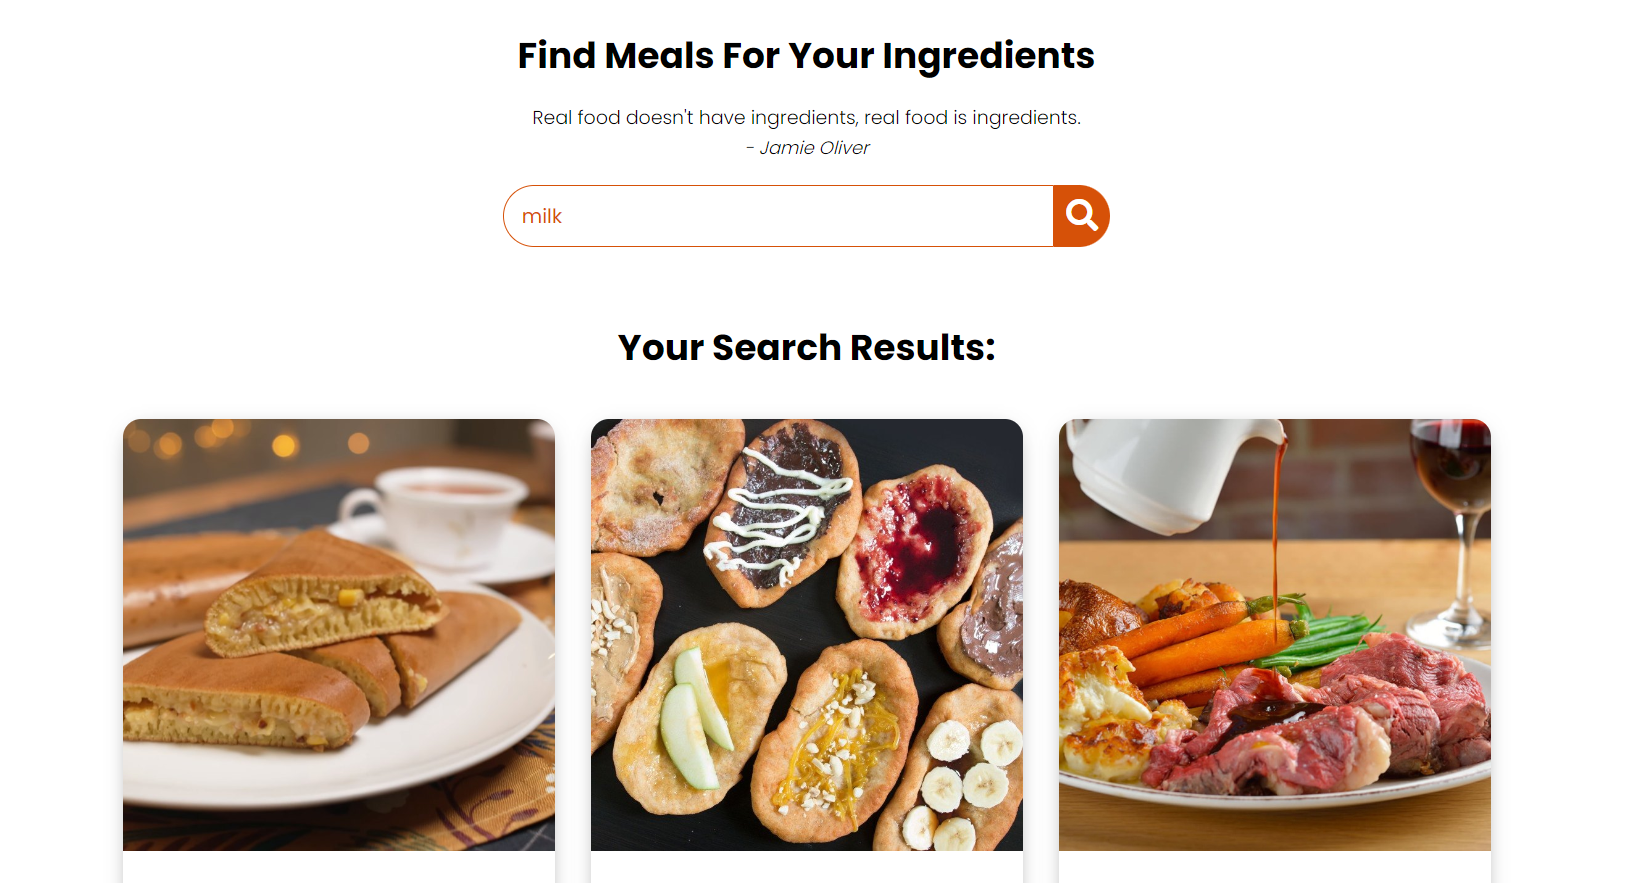 Find Meals For Your Ingredients
Real food doesn't have ingredients, real food is ingredients.
- Jamie Oliver
milk
Your Search Results: